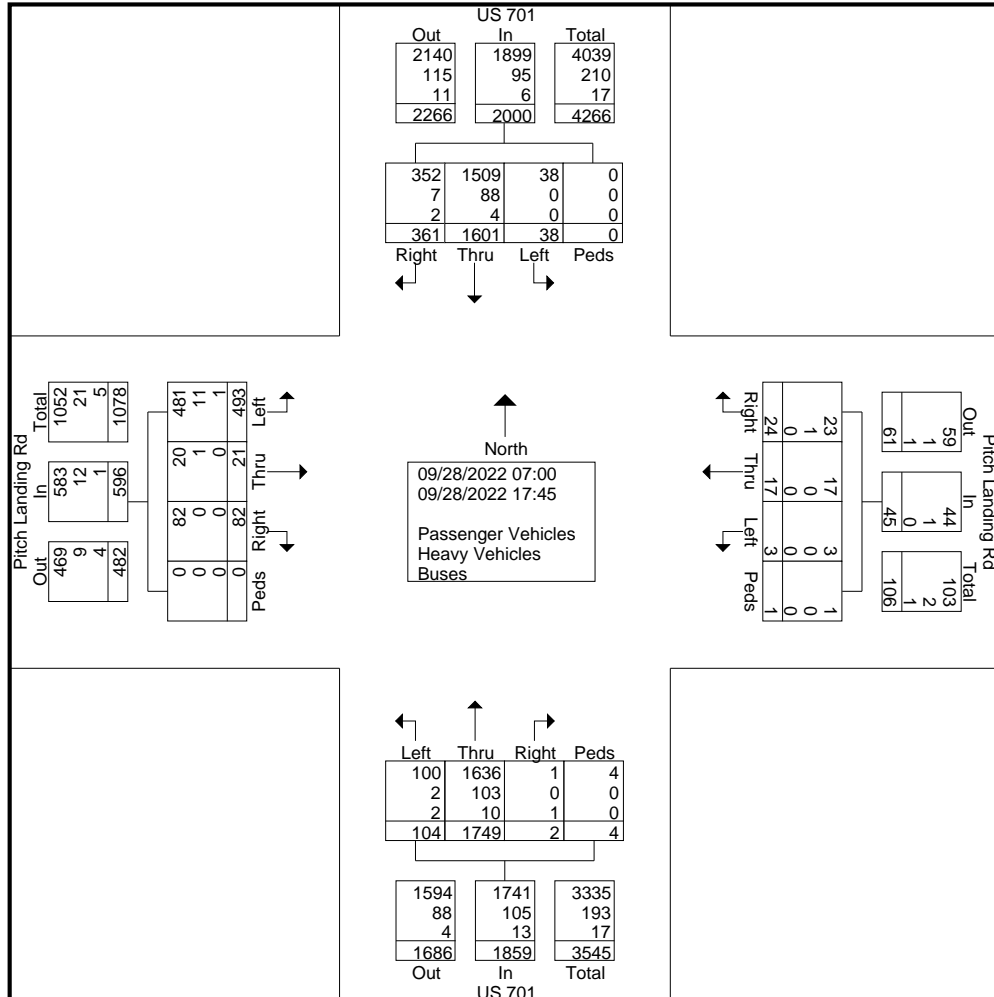 US 701
Out In Total
2140 1899 4039
115 95 210
11 6 17
2266 2000 4266
352 1509 38 0
7 88 0 0
2 4 0 0
361 1601 38 0
Right Thru Left Peds
Pitch Landing Rd
Total In Out
1052 21 5 1078
583 12 1 596
469 9 4 482
481 11 1 493 Left
20 1 0 21 Thru
82 0 0 82 Right
0 0 0 0 Peds
North
09/28/2022 07:00
09/28/2022 17:45
Passenger Vehicles
Heavy Vehicles
Buses
Right 24 0 1 23
Thru 17 0 0 17
Left 3 0 0 3
Peds 1 0 0 1
Pitch Landing Rd
Out In Total
61 1 1 59
45 0 1 44
106 1 2 103
Left Thru Right Peds
100 1636 1 4
2 103 0 0
2 10 1 0
104 1749 2 4
1594 1741 3335
88 105 193
4 13 17
1686 1859 3545
Out In Total
US 701